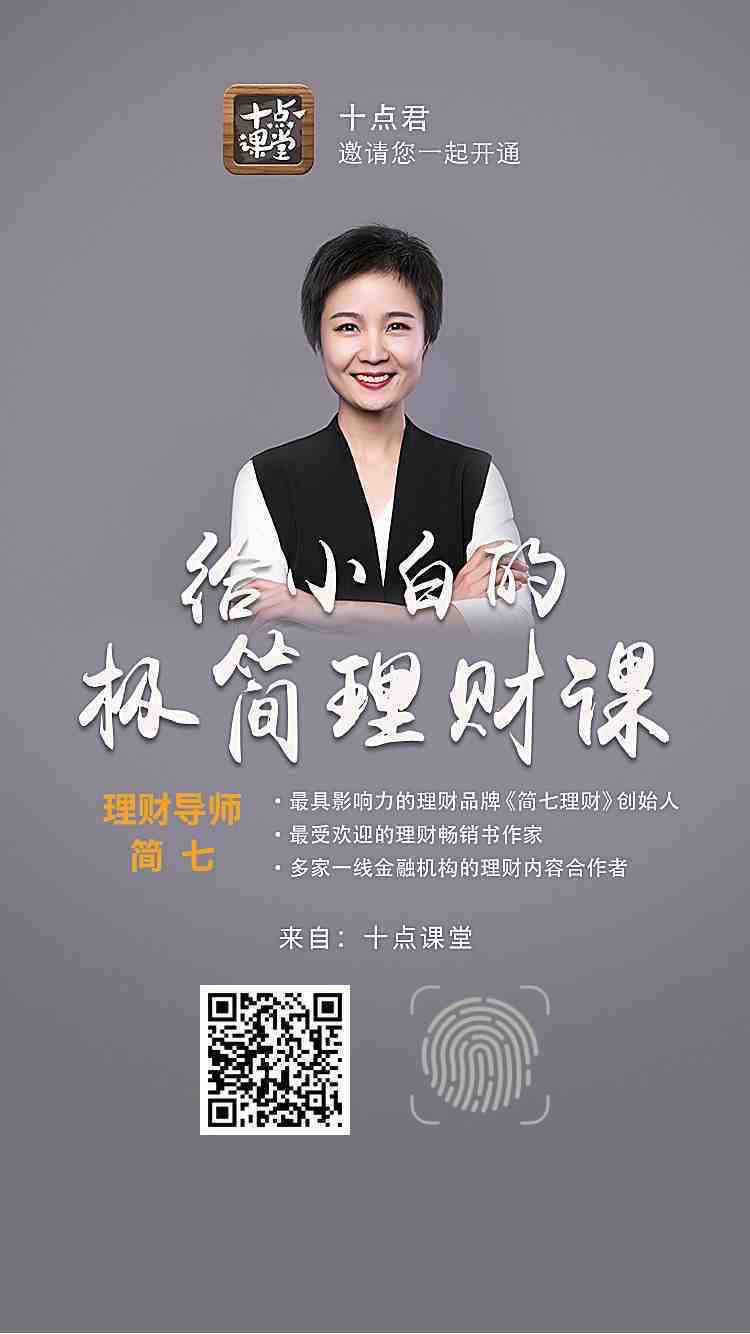 十点
课堂
十点君
邀请您一起开通
给小白的
极简理财课
理财导师
简 七
·最具影响力的理财品牌《简七理财》创始人
·最受欢迎的理财畅销书作家
·多家一线金融机构的理财内容合作者
来自：十点课堂